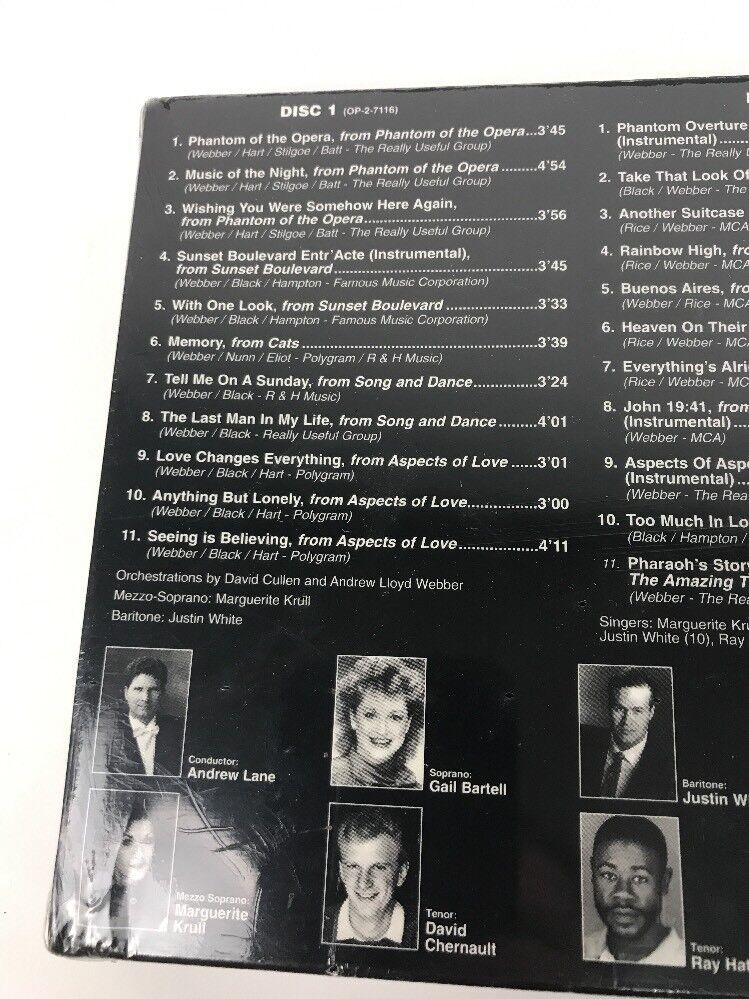 DISC 1 (OP-2-7116)
1. Phantom of the Opera, from Phantom of the Opera...3'45
(Webber / Hart / Stilgoe / Batt - The Really Useful Group)
2. Music of the Night, from Phantom of the Opera ........4'54
(Webber / Hart / Stilgoe / Batt - The Really Useful Group)
3. Wishing You Were Somehow Here Again,
from Phantom of the Opera........................................3'56
(Webber / Hart / Stilgoe / Batt - The Really Useful Group)
4. Sunset Boulevard Entr'Acte (Instrumental),
from Sunset Boulevard ..............................................3'45
(Webber / Black / Hampton - Famous Music Corporation)
5. With One Look, from Sunset Boulevard .....................3'33
(Webber / Black / Hampton - Famous Music Corporation)
6. Memory, from Cats .....................................................3'39
(Webber / Nunn / Eliot - Polygram / R & H Music)
7. Tell Me On A Sunday, from Song and Dance...............3'24
(Webber / Black - R & H Music)
8. The Last Man In My Life, from Song and Dance.........4'01
(Webber / Black - Really Useful Group)
9. Love Changes Everything, from Aspects of Love ......3'01
(Webber / Black / Hart - Polygram)
10. Anything But Lonely, from Aspects of Love................3'00
(Webber / Black / Hart - Polygram)
11. Seeing is Believing, from Aspects of Love..................4'11
(Webber / Black / Hart - Polygram)
Orchestrations by David Cullen and Andrew Lloyd Webber
Mezzo-Soprano: Marguerite Krull
Baritone: Justin White
1. Phantom Overture
(Instrumental).......
(Webber - The Really
2. Take That Look Of
(Black / Webber - The
3. Another Suitcase
(Rice / Webber - MCA
4. Rainbow High, fro
(Rice / Webber - MCA
5. Buenos Aires, fro
(Webber / Rice - MCA
6. Heaven On Their
(Rice / Webber - MCA
7. Everything's Alri
(Rice / Webber - MCA
8. John 19:41, from
(Instrumental)....
(Webber - MCA)
9. Aspects Of Aspe
(Instrumental)....
(Webber - The Rea
10. Too Much In Lo
(Black / Hampton /
11. Pharaoh's Story
The Amazing T
(Webber - The Rea
Singers: Marguerite Kru
Justin White (10), Ray
Conductor:
Andrew Lane
Soprano:
Gail Bartell
Baritone:
Justin W
Mezzo Soprano:
Marguerite
Krull
Tenor:
David
Chernault
Tenor:
Ray Hat